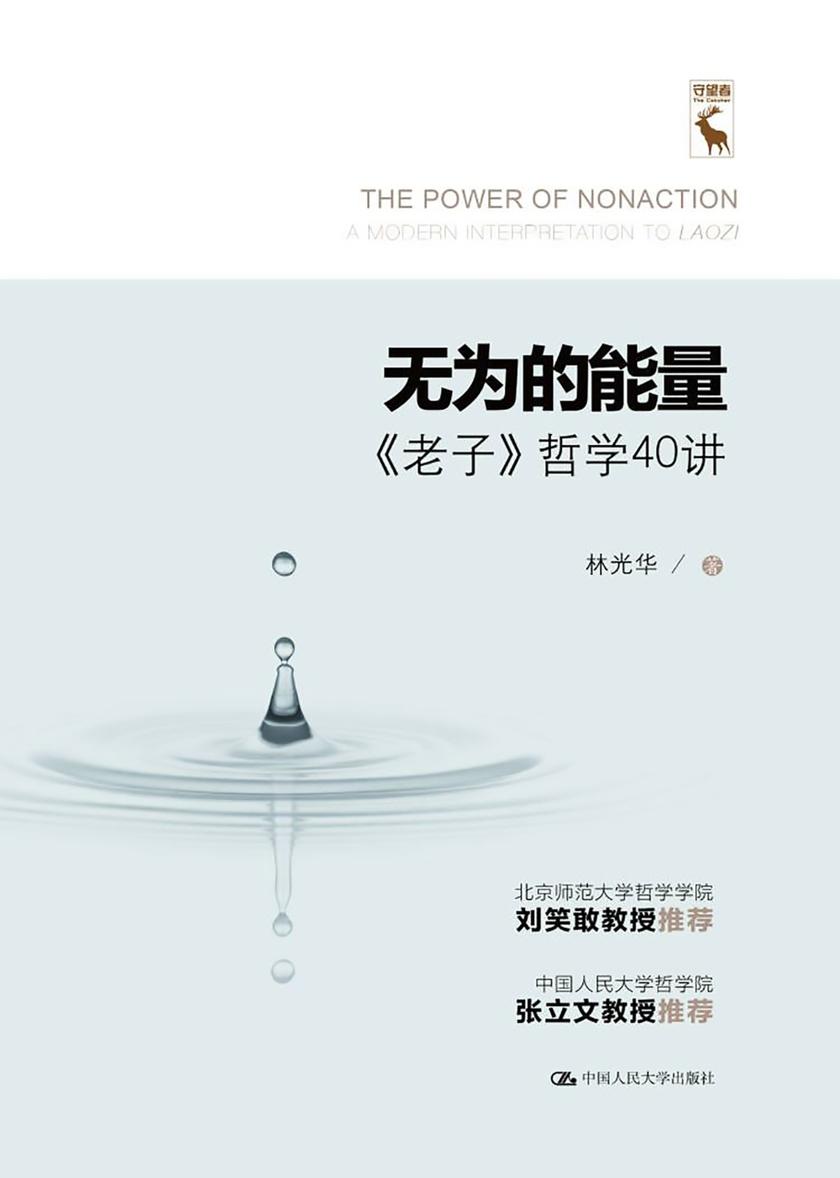 守望者
The Catcher
THE POWER OF NONACTION
A MODERN INTERPRETATION TO LAOZI
无为的能量
《老子》哲学40讲
林光华 / 著
北京师范大学哲学学院
刘笑敢教授推荐
中国人民大学哲学院
张立文教授推荐
中国人民大学出版社